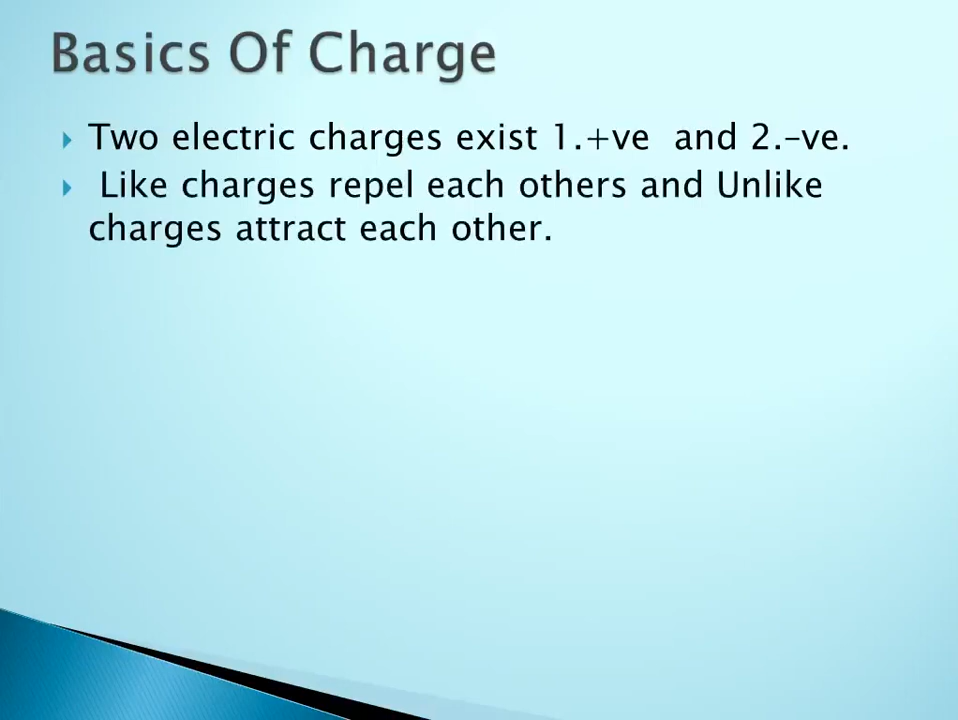 Basics Of Charge
Two electric charges exist 1.+ve  and 2.–ve.
Like charges repel each others and Unlike
charges attract each other.